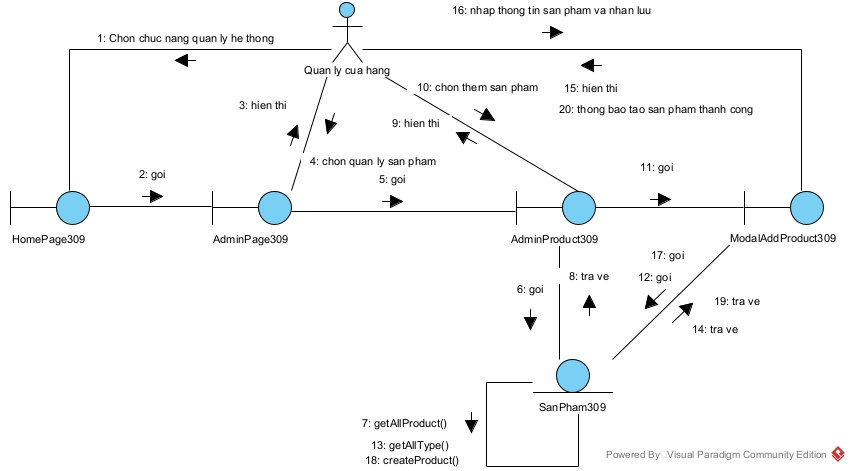 16: nhap thong tin san pham va nhan luu
1: Chon chuc nang quan ly he thong
Quan ly cua hang
10: chon them san pham
15: hien thi
3: hien thi
20: thong bao tao san pham thanh cong
9: hien thi
4: chon quan ly san pham
2: goi
5: goi
11: goi
HomePage309
AdminPage309
AdminProduct309
ModalAddProduct309
17: goi
8: tra ve
12: goi
6: goi
19: tra ve
14: tra ve
SanPham309
7: getAllProduct()
13: getAllType()
18: createProduct()
Powered By Visual Paradigm Community Edition